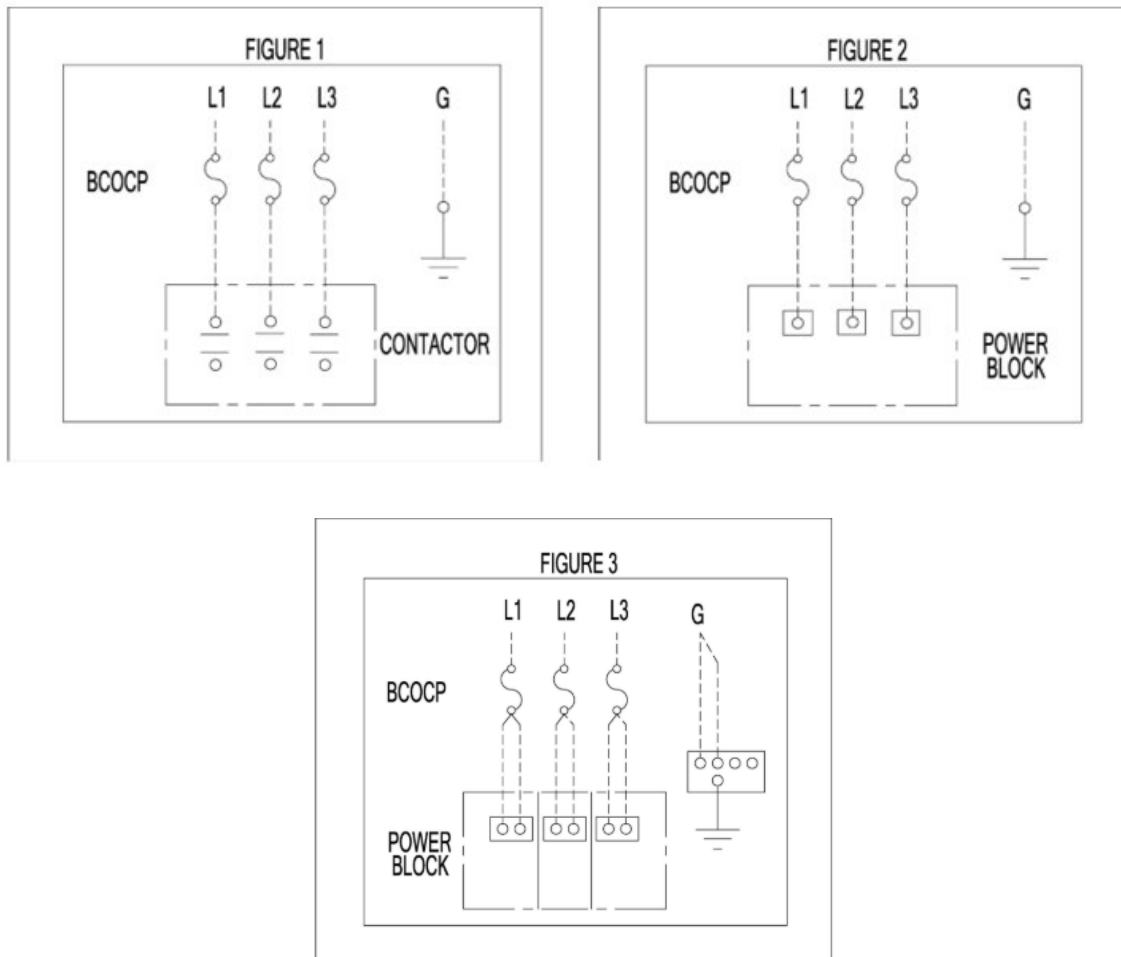 FIGURE 1
L1 L2 L3 G
BCOCP
CONTACTOR
FIGURE 2
L1 L2 L3 G
BCOCP
POWER
BLOCK
FIGURE 3
L1 L2 L3 G
BCOCP
POWER
BLOCK